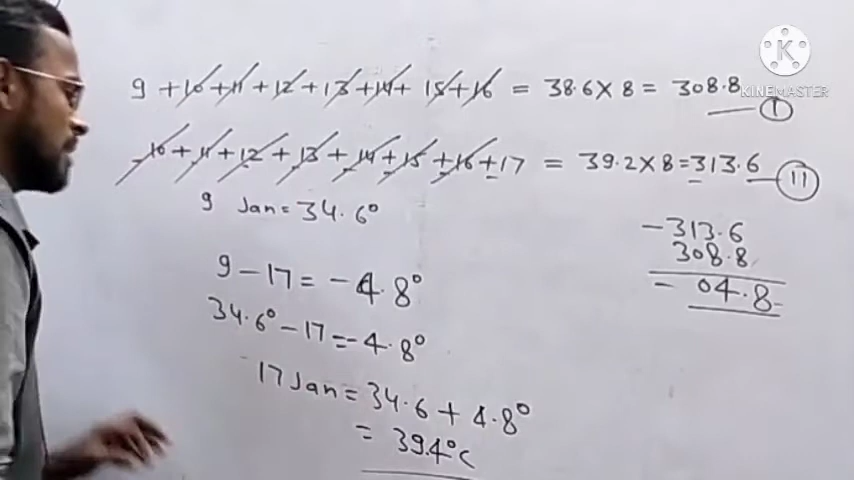 9 + 10 + 11 + 12 + 13 + 14 + 15 + 16 = 38.6 × 8 = 308.8 — I
10 + 11 + 12 + 13 + 14 + 15 + 16 + 17 = 39.2 × 8 = 313.6 — II
9 Jan = 34.6°
9 – 17 = – 4.8°
34.6° – 17 = – 4.8°
17 Jan = 34.6 + 4.8°
= 39.4°C
– 313.6
308.8
– 04.8
K
KINEMASTER